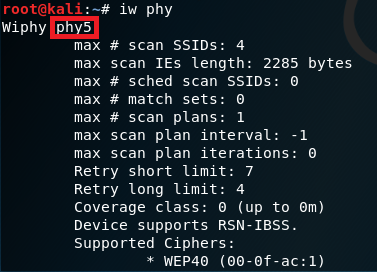 root@kali:~# iw phy
Wiphy phy5
max # scan SSIDs: 4
max scan IEs length: 2285 bytes
max # sched scan SSIDs: 0
max # match sets: 0
max # scan plans: 1
max scan plan interval: -1
max scan plan iterations: 0
Retry short limit: 7
Retry long limit: 4
Coverage class: 0 (up to 0m)
Device supports RSN-IBSS.
Supported Ciphers:
* WEP40 (00-0f-ac:1)